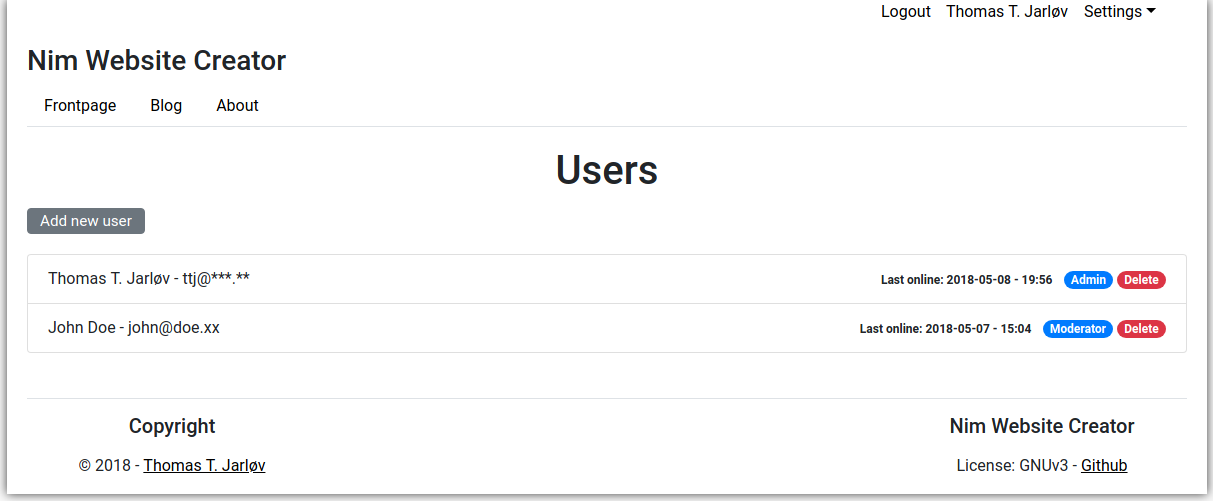 Logout Thomas T. Jarløv Settings
Nim Website Creator
Frontpage Blog About
Users
Add new user
Thomas T. Jarløv - ttj@***.** Last online: 2018-05-08 - 19:56 Admin Delete
John Doe - john@doe.xx Last online: 2018-05-07 - 15:04 Moderator Delete
Copyright Nim Website Creator
© 2018 - Thomas T. Jarløv License: GNUv3 - Github